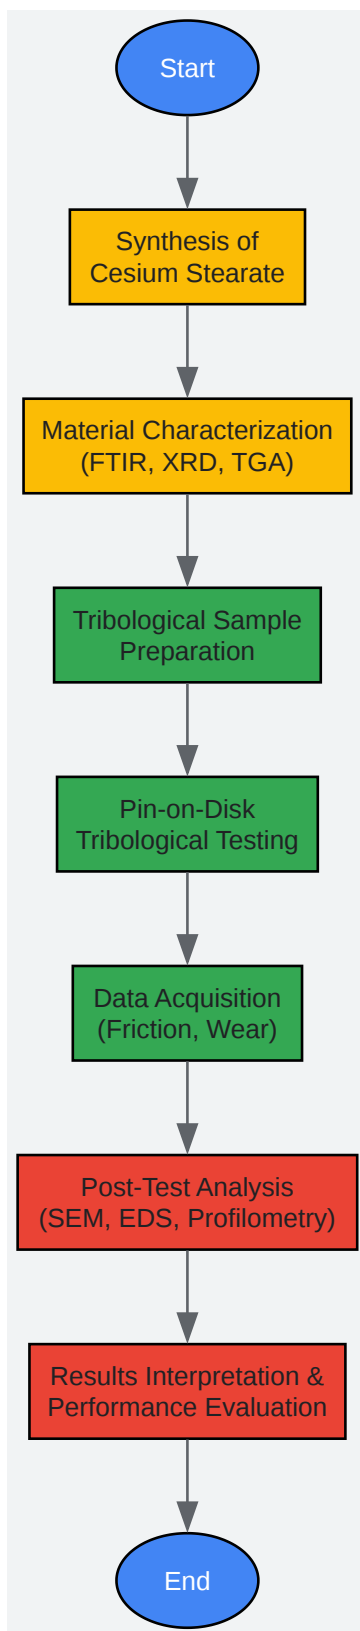 Start
Synthesis of
Cesium Stearate
Material Characterization
(FTIR, XRD, TGA)
Tribological Sample
Preparation
Pin-on-Disk
Tribological Testing
Data Acquisition
(Friction, Wear)
Post-Test Analysis
(SEM, EDS, Profilometry)
Results Interpretation &
Performance Evaluation
End